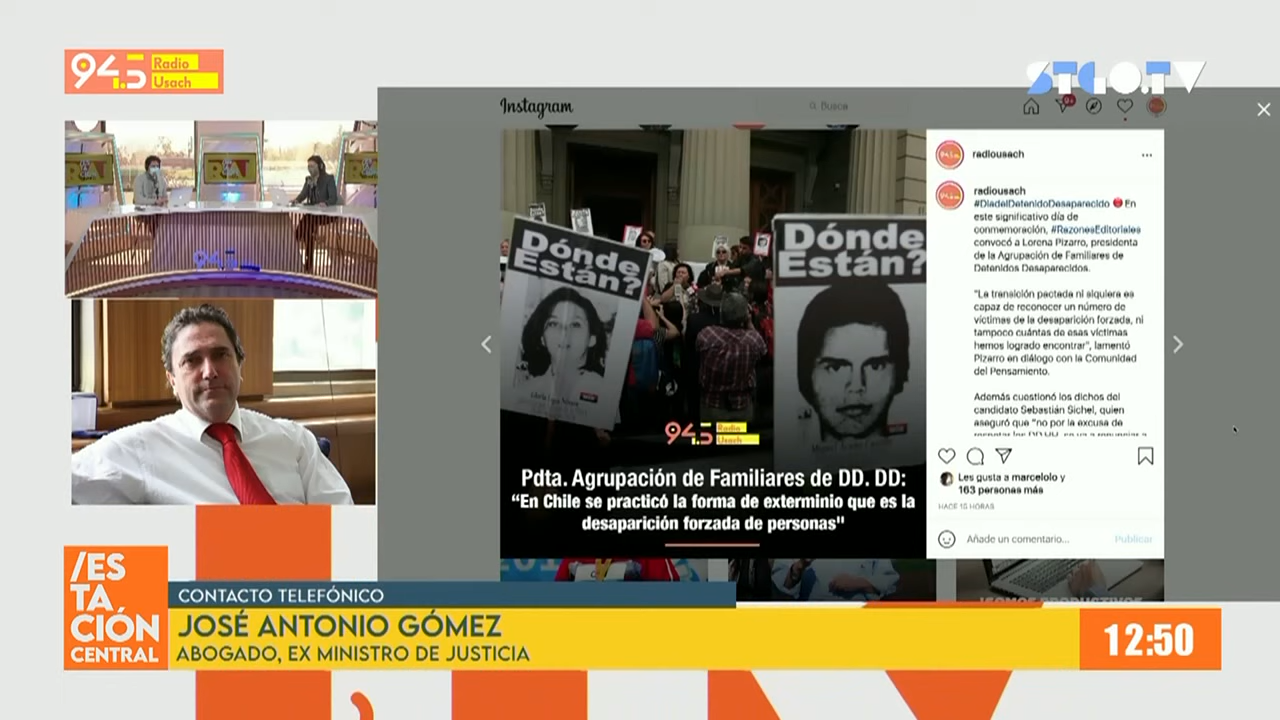 94.5 Radio
Usach
STGO.TV
Instagram
Busca
radiousach
radiousach
#DiadelDetenidoDesaparecido En
este significativo día de
conmemoración, #RazonesEditoriales
convocó a Lorena Pizarro, presidenta
de la Agrupación de Familiares de
Detenidos Desaparecidos.
"La transición pactada ni siquiera es
capaz de reconocer un número de
víctimas de la desaparición forzada, ni
tampoco cuántas de esas víctimas
hemos logrado encontrar", lamentó
Pizarro en diálogo con la Comunidad
del Pensamiento.
Además cuestionó los dichos del
candidato Sebastián Sichel, quien
aseguró que "no por la excusa de
Les gusta a marcelolo y
163 personas más
HACE 15 HORAS
Añade un comentario...
Publicar
Dónde
Están?
Dónde
Están?
94.5 Radio
Usach
Pdta. Agrupación de Familiares de DD. DD:
“En Chile se practicó la forma de exterminio que es la
desaparición forzada de personas"
94.5
/ES
TA
CIÓN
CENTRAL
CONTACTO TELEFÓNICO
JOSÉ ANTONIO GÓMEZ
ABOGADO, EX MINISTRO DE JUSTICIA
12:50